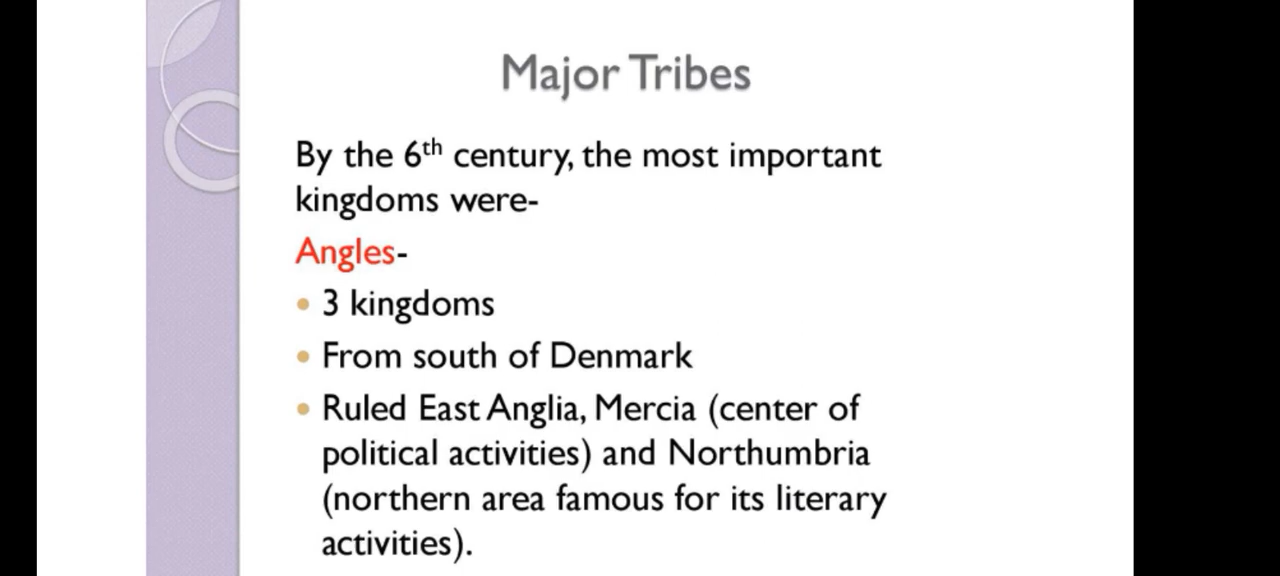 Major Tribes
By the 6th century, the most important
kingdoms were-
Angles-
• 3 kingdoms
• From south of Denmark
• Ruled East Anglia, Mercia (center of
political activities) and Northumbria
(northern area famous for its literary
activities).